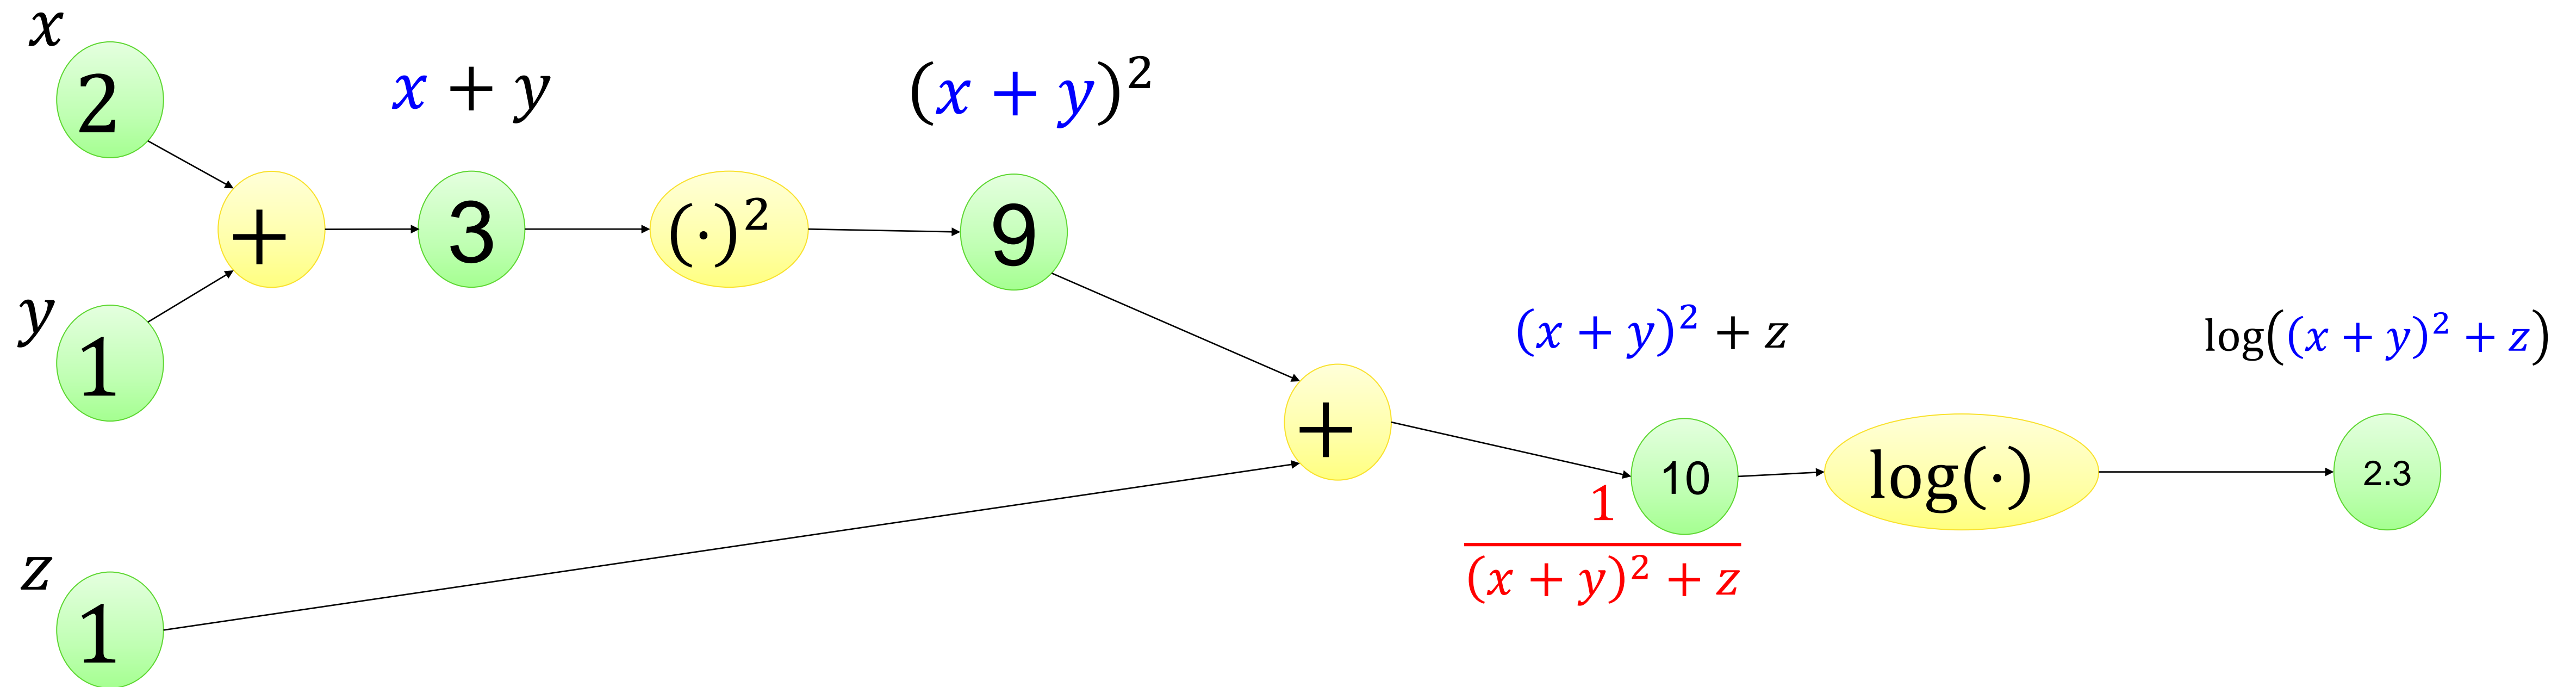 x
2
x + y
(x + y)²
+
3
(·)²
9
y
1
(x + y)² + z
log((x + y)² + z)
+
10
log(·)
2.3
1
(x + y)² + z
z
1